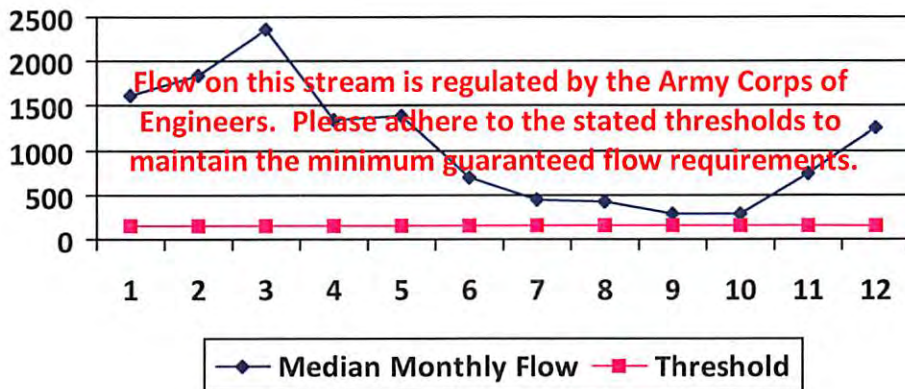 2500
2000
1500
1000
500
0
Flow on this stream is regulated by the Army Corps of
Engineers. Please adhere to the stated thresholds to
maintain the minimum guaranteed flow requirements.
1 2 3 4 5 6 7 8 9 10 11 12
Median Monthly Flow Threshold